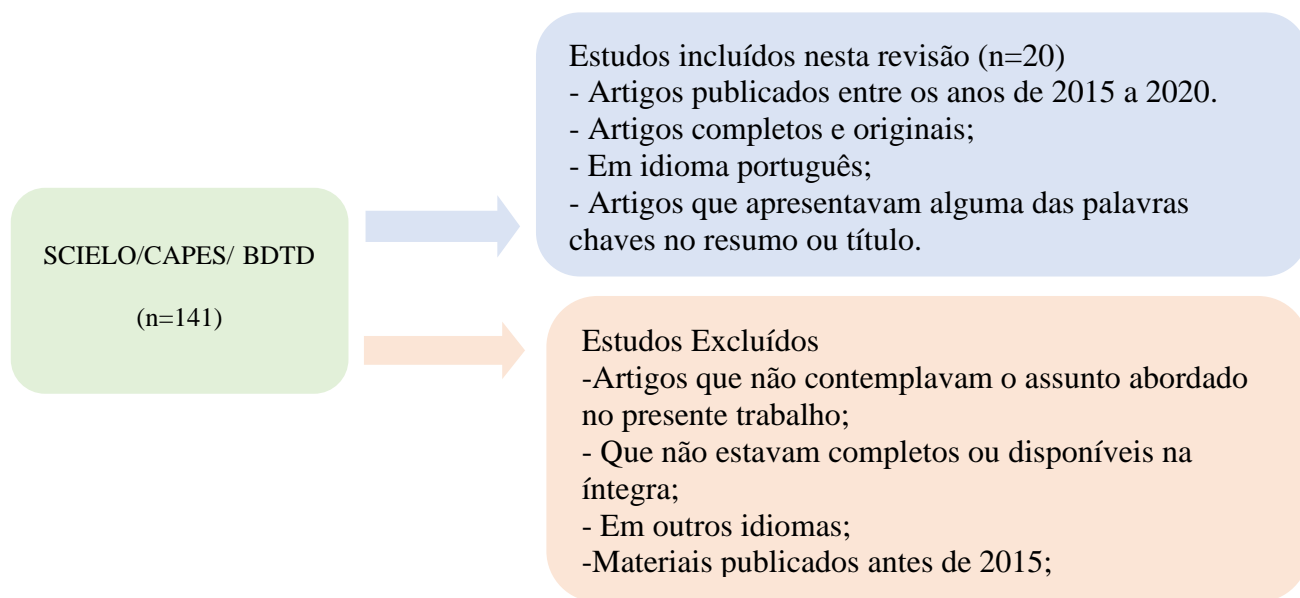 SCIELO/CAPES/ BDTD
(n=141)
Estudos incluídos nesta revisão (n=20)
- Artigos publicados entre os anos de 2015 a 2020.
- Artigos completos e originais;
- Em idioma português;
- Artigos que apresentavam alguma das palavras
chaves no resumo ou título.
Estudos Excluídos
-Artigos que não contemplavam o assunto abordado
no presente trabalho;
- Que não estavam completos ou disponíveis na
íntegra;
- Em outros idiomas;
-Materiais publicados antes de 2015;